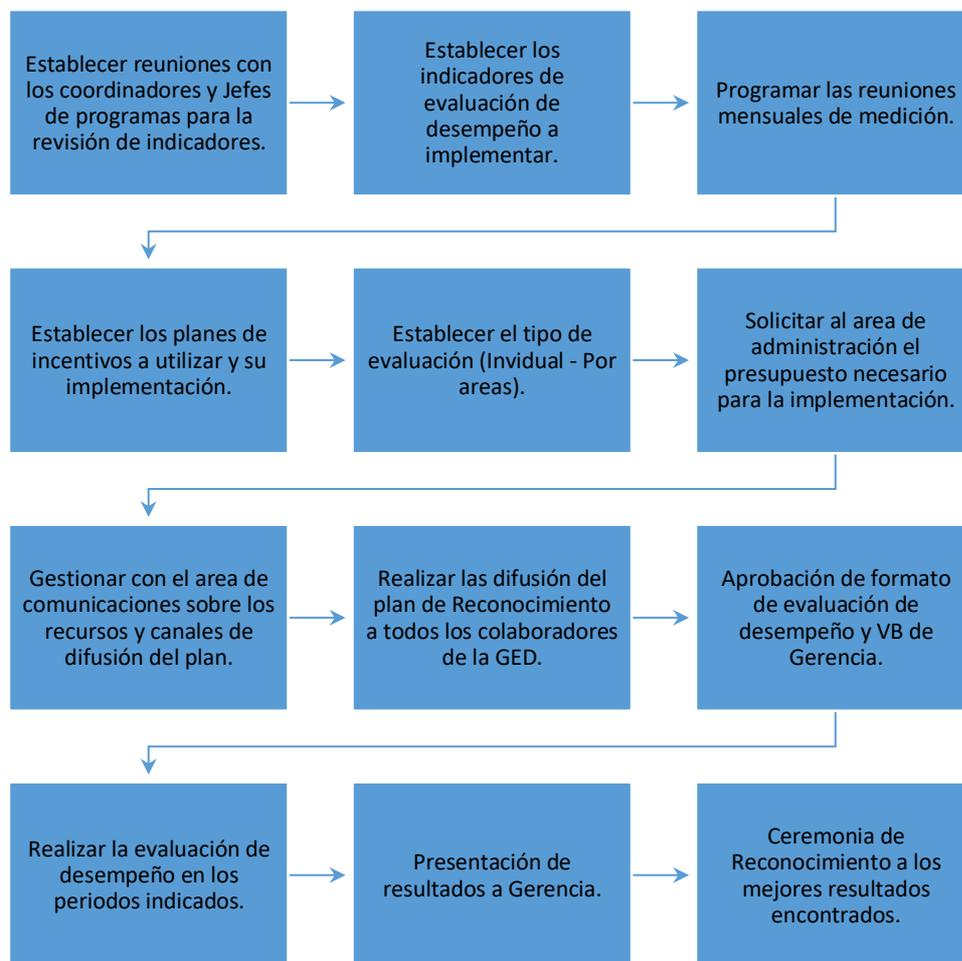 Establecer reuniones con
los coordinadores y Jefes
de programas para la
revisión de indicadores.
Establecer los
indicadores de
evaluación de
desempeño a
implementar.
Programar las reuniones
mensuales de medición.
Establecer los planes de
incentivos a utilizar y su
implementación.
Establecer el tipo de
evaluación (Invidual - Por
areas).
Solicitar al area de
administración el
presupuesto necesario
para la implementación.
Gestionar con el area de
comunicaciones sobre los
recursos y canales de
difusión del plan.
Realizar las difusión del
plan de Reconocimiento
a todos los colaboradores
de la GED.
Aprobación de formato
de evaluación de
desempeño y VB de
Gerencia.
Realizar la evaluación de
desempeño en los
periodos indicados.
Presentación de
resultados a Gerencia.
Ceremonia de
Reconocimiento a los
mejores resultados
encontrados.